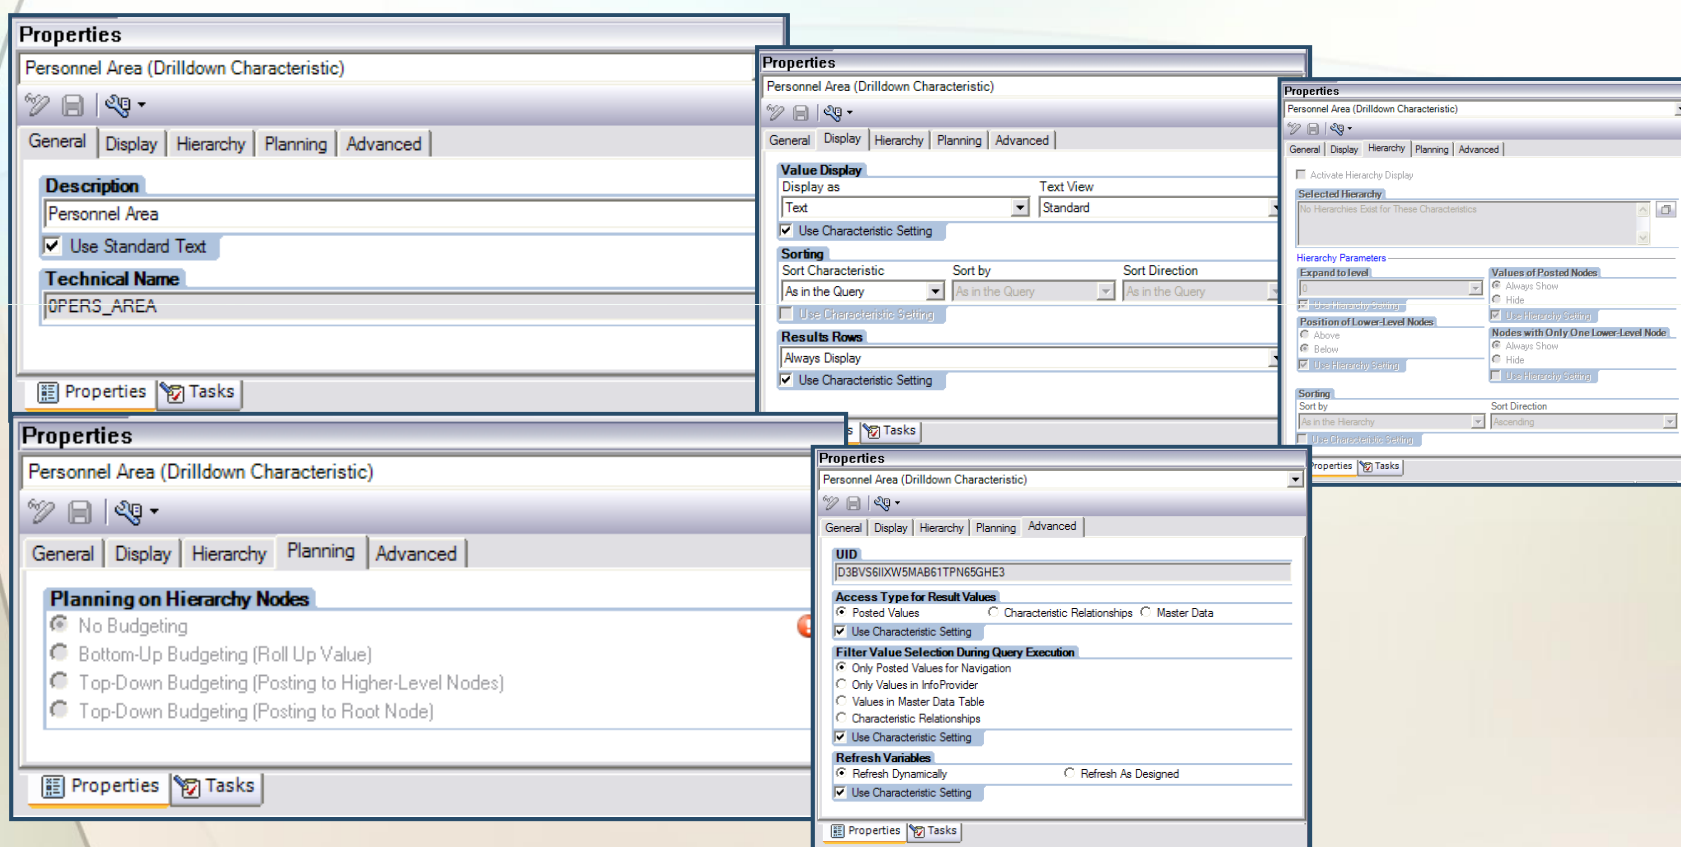 Properties
Personnel Area (Drilldown Characteristic)
General Display Hierarchy Planning Advanced
Description
Personnel Area
Use Standard Text
Technical Name
0PERS_AREA
Properties Tasks
Properties
Personnel Area (Drilldown Characteristic)
General Display Hierarchy Planning Advanced
Value Display
Display as Text View
Text Standard
Use Characteristic Setting
Sorting
Sort Characteristic Sort by Sort Direction
As in the Query As in the Query As in the Query
Use Characteristic Setting
Results Rows
Always Display
Use Characteristic Setting
s Tasks
Properties
Personnel Area (Drilldown Characteristic)
General Display Hierarchy Planning Advanced
Activate Hierarchy Display
Selected Hierarchy
No Hierarchies Exist for These Characteristics
Hierarchy Parameters
Expand to level Values of Posted Nodes
0 Always Show
Hide
Use Hierarchy Setting Use Hierarchy Setting
Position of Lower-Level Nodes Nodes with Only One Lower-Level Node
Above Always Show
Below Hide
Use Hierarchy Setting Use Hierarchy Setting
Sorting
Sort by Sort Direction
As in the Hierarchy Ascending
Use Characteristic Setting
roperties Tasks
Properties
Personnel Area (Drilldown Characteristic)
General Display Hierarchy Planning Advanced
Planning on Hierarchy Nodes
No Budgeting
Bottom-Up Budgeting (Roll Up Value)
Top-Down Budgeting (Posting to Higher-Level Nodes)
Top-Down Budgeting (Posting to Root Node)
Properties Tasks
Properties
Personnel Area (Drilldown Characteristic)
General Display Hierarchy Planning Advanced
UID
D3BVS6IIXW5MAB61TPN65GHE3
Access Type for Result Values
Posted Values Characteristic Relationships Master Data
Use Characteristic Setting
Filter Value Selection During Query Execution
Only Posted Values for Navigation
Only Values in InfoProvider
Values in Master Data Table
Characteristic Relationships
Use Characteristic Setting
Refresh Variables
Refresh Dynamically Refresh As Designed
Use Characteristic Setting
Properties Tasks